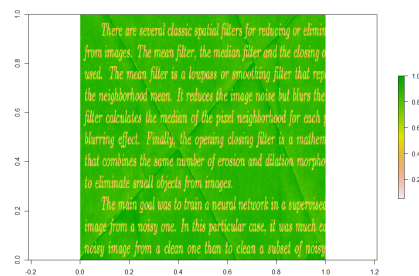 There are several classic spatial filters for reducing or elimin
from images. The mean filter, the median filter and the closing o
used. The mean filter is a lowpass or smoothing filter that rep
the neighborhood mean. It reduces the image noise but blurs the
filter calculates the median of the pixel neighborhood for each p
blurring effect. Finally, the opening closing filter is a mathem
that combines the same number of erosion and dilation morpho
to eliminate small objects from images.
The main goal was to train a neural network in a supervised
image from a noisy one. In this particular case, it was much ea
noisy image from a clean one than to clean a subset of noisy
1.0
0.8
0.6
0.4
0.2
0.0
-0.2 0.0 0.2 0.4 0.6 0.8 1.0 1.2
1.0
0.8
0.6
0.4
0.2